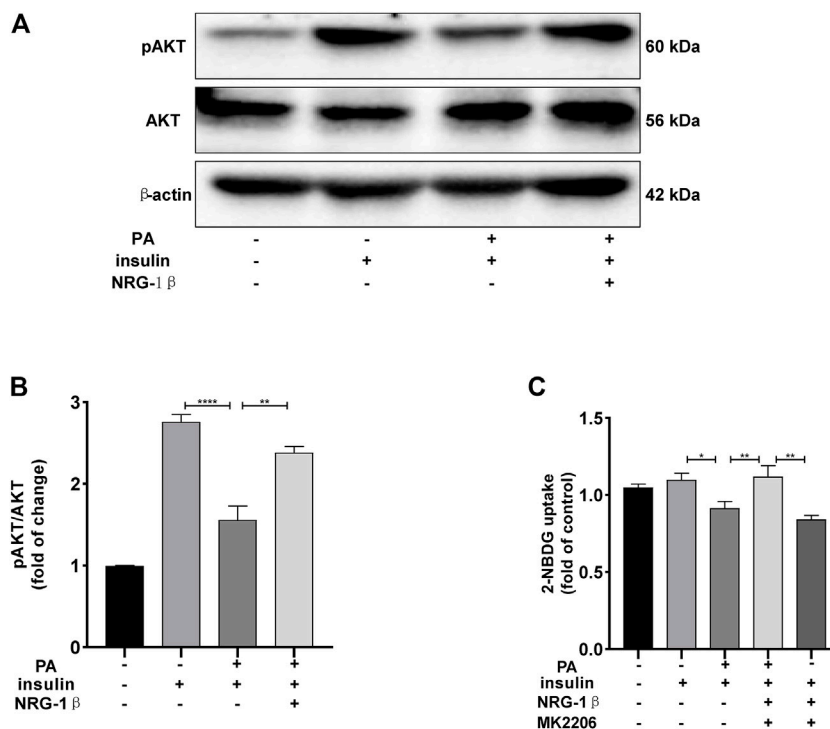 A
pAKT 60 kDa
AKT 56 kDa
β-actin 42 kDa
PA - - + +
insulin - + + +
NRG-1β - - - +
B
pAKT/AKT
(fold of change)
3
2
1
0
**** **
PA - - + +
insulin - + + +
NRG-1β - - - +
C
2-NBDG uptake
(fold of control)
1.5
1.0
0.5
0.0
* ** **
PA - - + + -
insulin - + + + +
NRG-1β - - - + +
MK2206 - - - + +